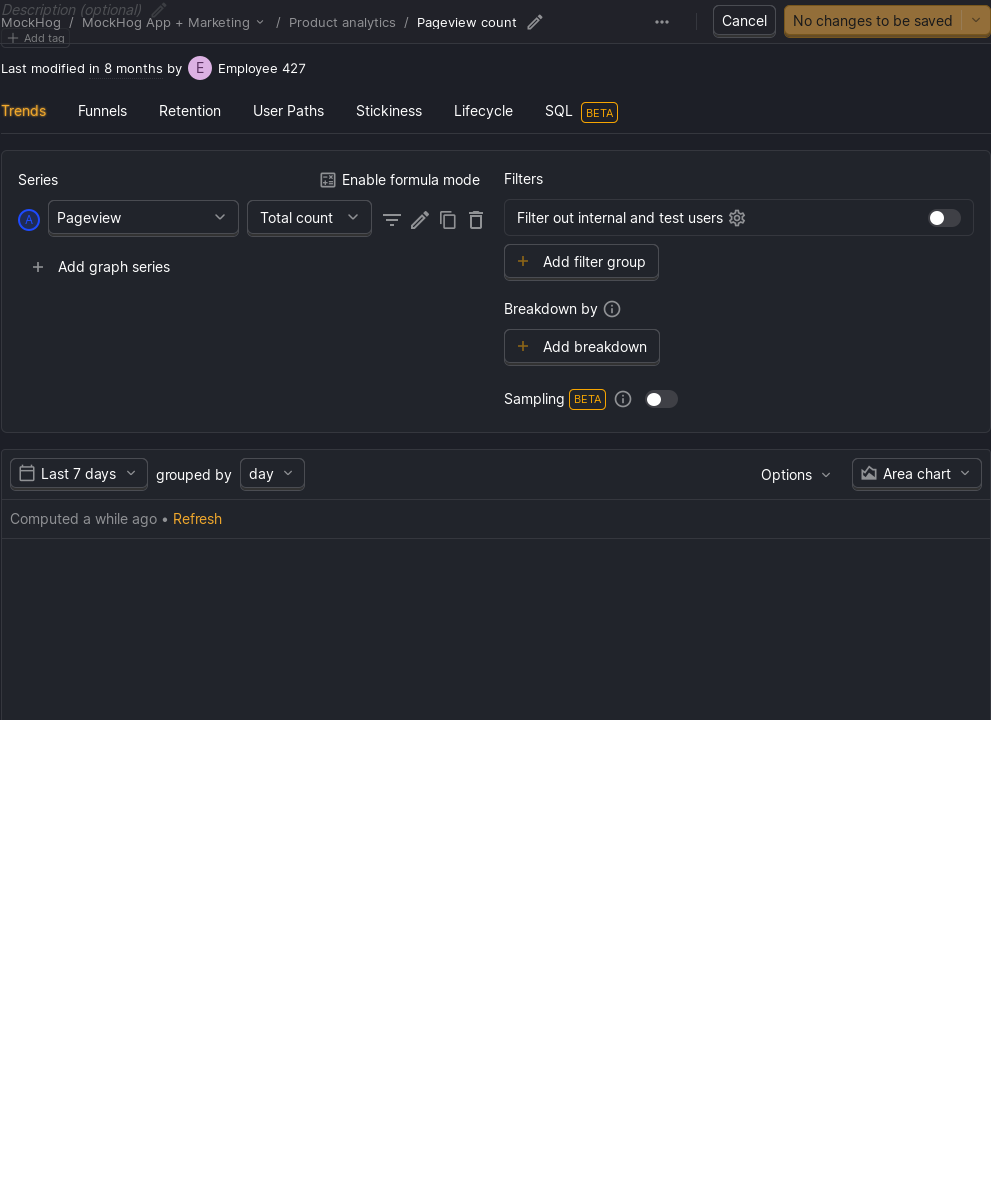 Description (optional)
MockHog / MockHog App + Marketing / Product analytics / Pageview count
Cancel
No changes to be saved
Add tag
Last modified in 8 months by E Employee 427
Trends Funnels Retention User Paths Stickiness Lifecycle SQL BETA
Series
Enable formula mode
A Pageview Total count
Add graph series
Filters
Filter out internal and test users
Add filter group
Breakdown by
Add breakdown
Sampling BETA
Last 7 days grouped by day
Options
Area chart
Computed a while ago • Refresh